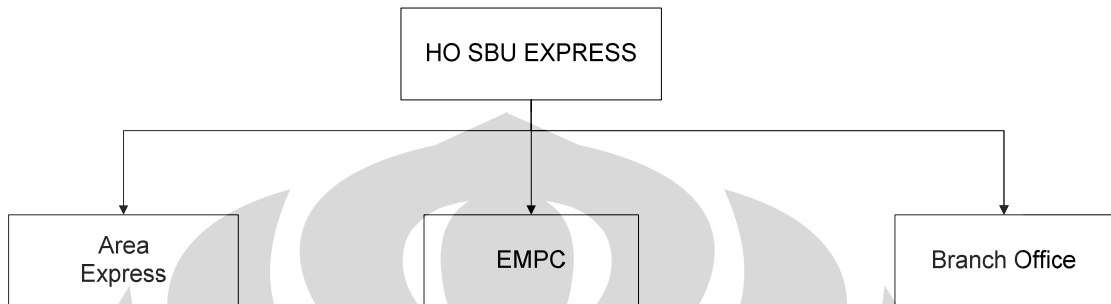 HO SBU EXPRESS
Area
Express
EMPC
Branch Office